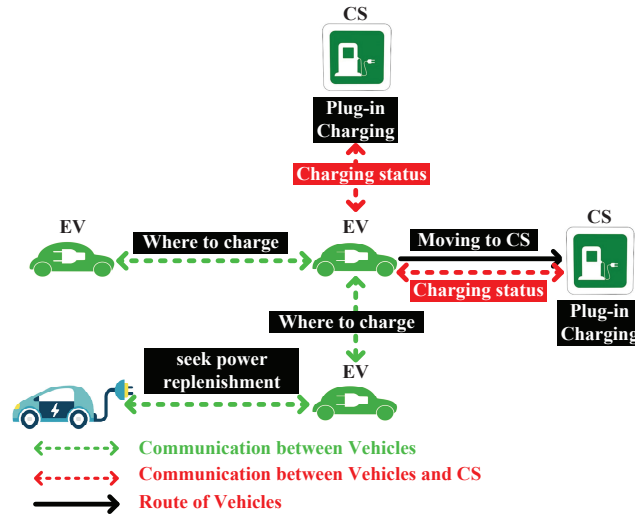 CS
Plug-in
Charging
Charging status
EV
EV
CS
Where to charge
Moving to CS
Charging status
Plug-in
Charging
Where to charge
seek power
replenishment
EV
Communication between Vehicles
Communication between Vehicles and CS
Route of Vehicles